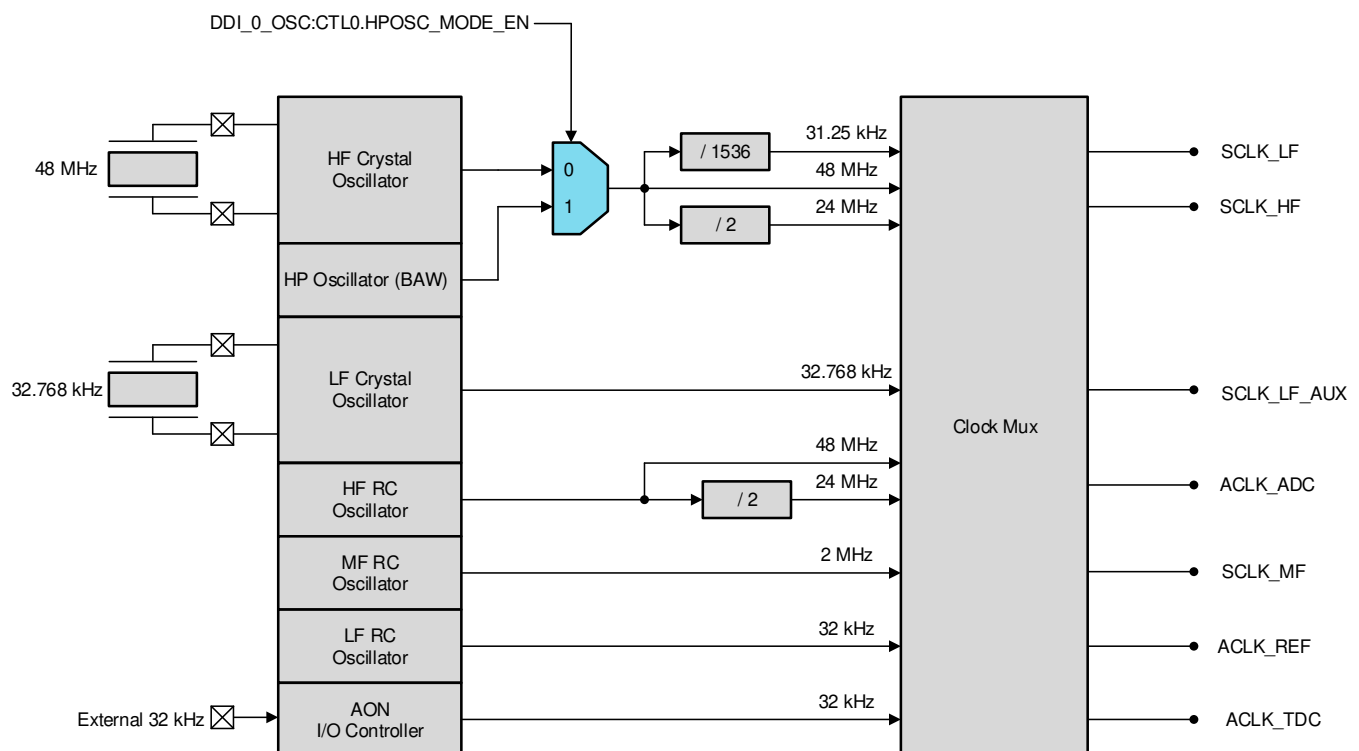 DDI_0_OSC:CTL0.HPOSC_MODE_EN
48 MHz
HF Crystal
Oscillator
0
1
/ 1536
31.25 kHz
48 MHz
/ 2
24 MHz
SCLK_LF
SCLK_HF
HP Oscillator (BAW)
32.768 kHz
LF Crystal
Oscillator
32.768 kHz
SCLK_LF_AUX
Clock Mux
HF RC
Oscillator
48 MHz
/ 2
24 MHz
ACLK_ADC
MF RC
Oscillator
2 MHz
SCLK_MF
LF RC
Oscillator
32 kHz
ACLK_REF
External 32 kHz
AON
I/O Controller
32 kHz
ACLK_TDC